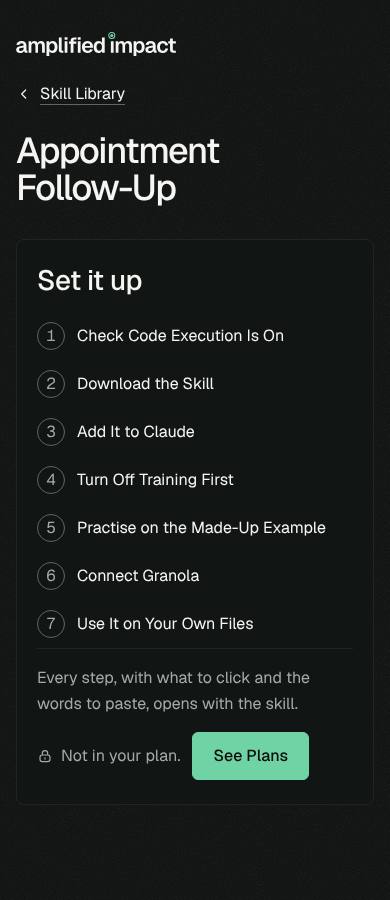 amplified impact
Skill Library
Appointment
Follow-Up
Set it up
1 Check Code Execution Is On
2 Download the Skill
3 Add It to Claude
4 Turn Off Training First
5 Practise on the Made-Up Example
6 Connect Granola
7 Use It on Your Own Files
Every step, with what to click and the
words to paste, opens with the skill.
Not in your plan. See Plans